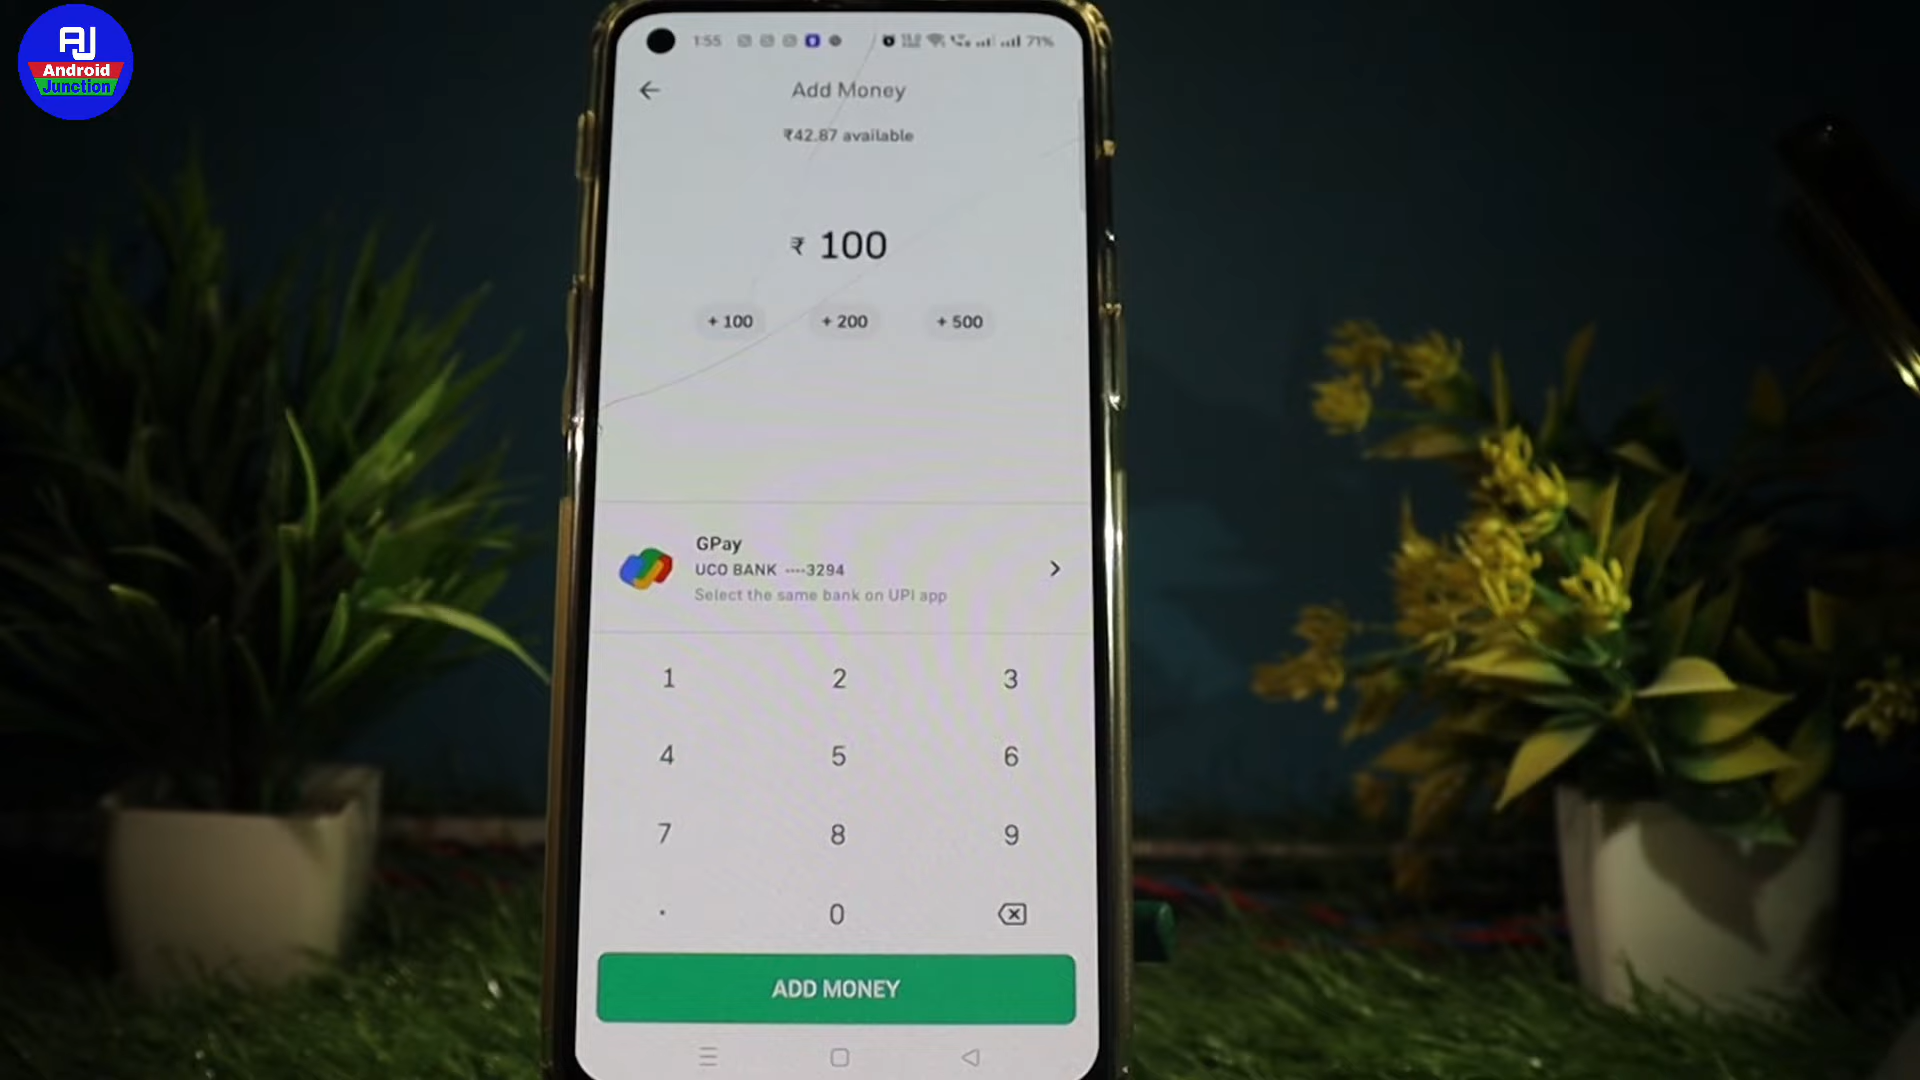 AJ
Android
Junction
1:55
71%
Add Money
₹42.87 available
₹ 100
+ 100 + 200 + 500
GPay
UCO BANK ----3294
Select the same bank on UPI app
1 2 3
4 5 6
7 8 9
. 0
ADD MONEY